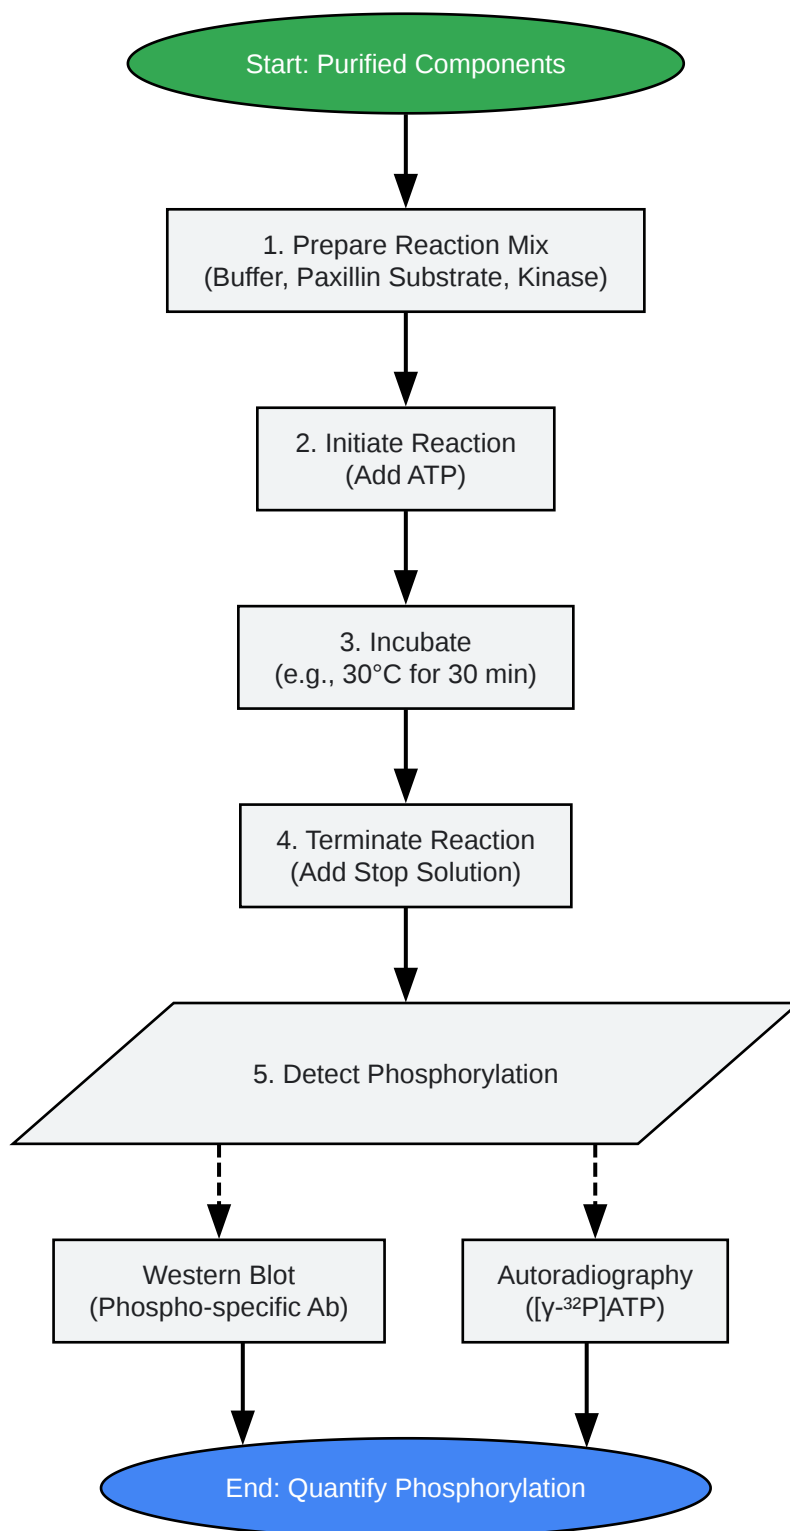 Start: Purified Components
1. Prepare Reaction Mix
(Buffer, Paxillin Substrate, Kinase)
2. Initiate Reaction
(Add ATP)
3. Incubate
(e.g., 30°C for 30 min)
4. Terminate Reaction
(Add Stop Solution)
5. Detect Phosphorylation
Western Blot
(Phospho-specific Ab)
Autoradiography
([γ-³²P]ATP)
End: Quantify Phosphorylation